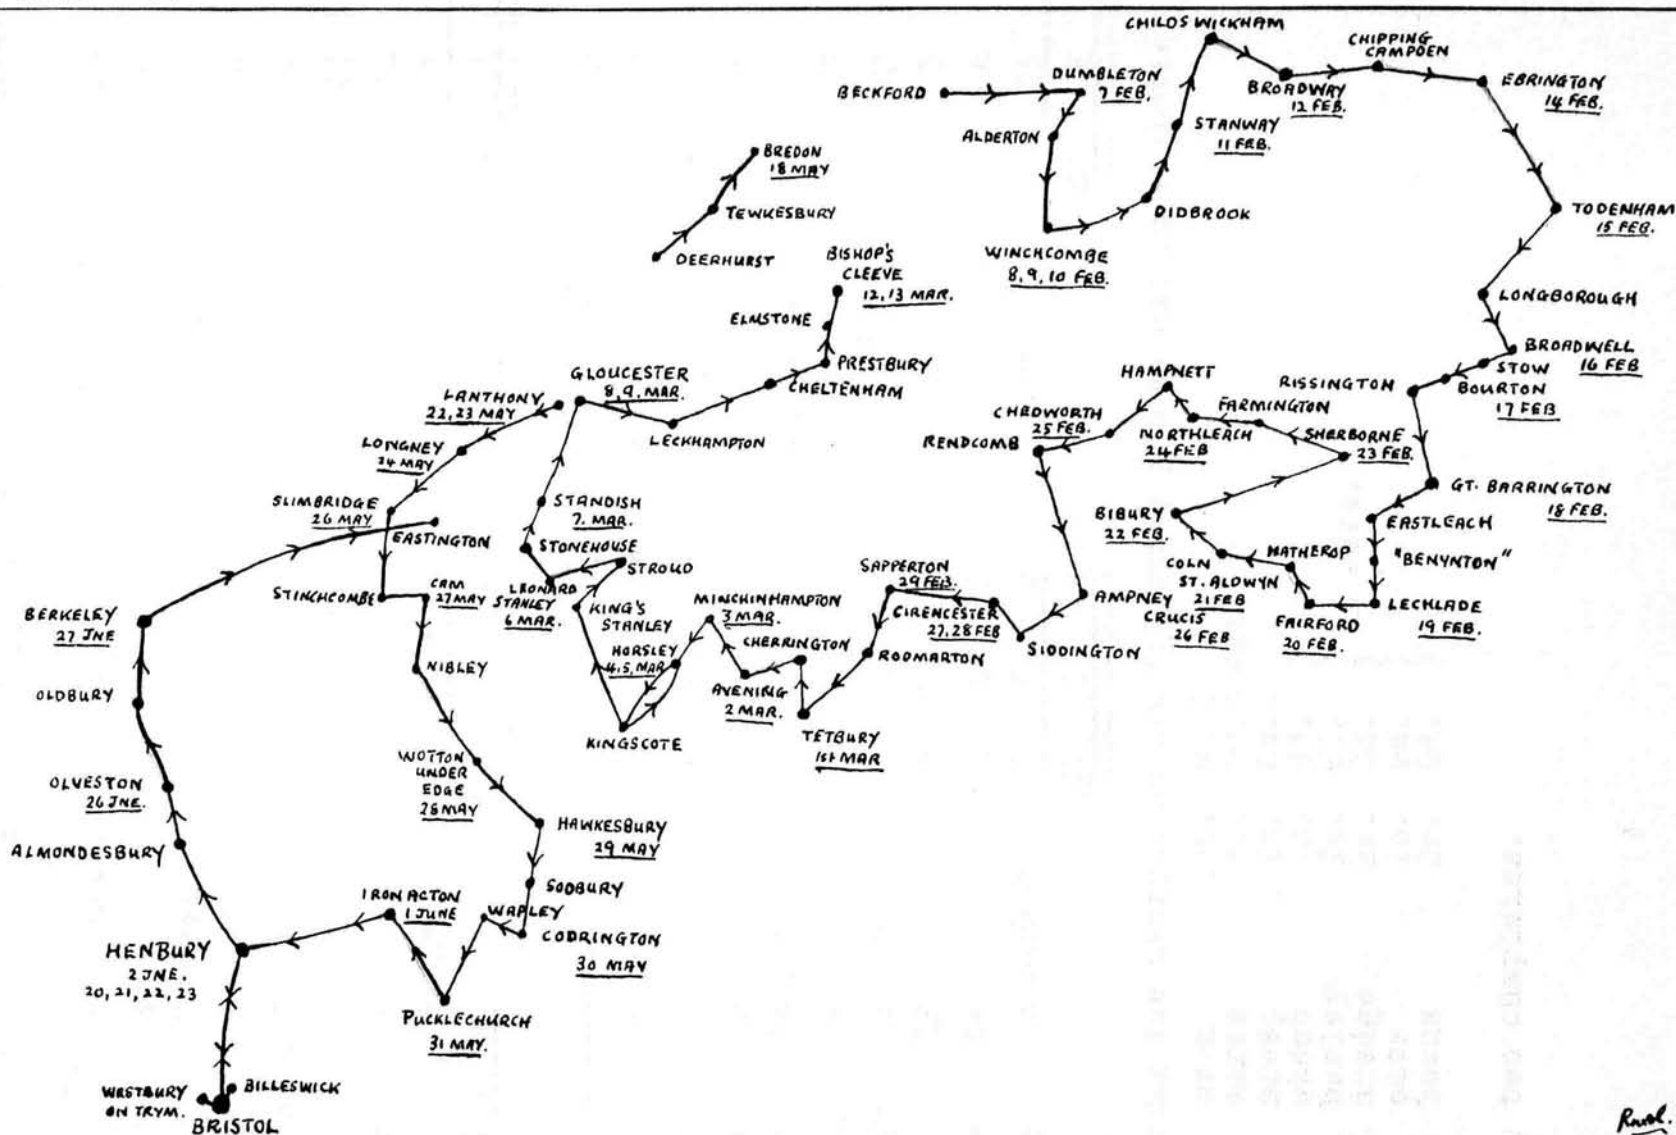 CHILDSWICKHAM
CHIPPING
CAMPDEN
BECKFORD
DUMBLETON
7 FEB.
BROADWAY
12 FEB.
EBRINGTON
14 FEB.
ALDERTON
STANWAY
11 FEB.
BREDON
18 MAY
TEWKESBURY
DEERHURST
DIDBROOK
TODENHAM
15 FEB.
WINCHCOMBE
8, 9, 10 FEB.
BISHOP'S
CLEEVE
12, 13 MAR.
LONGBOROUGH
ELMSTONE
BROADWELL
16 FEB
STOW
PRESTBURY
CHELTENHAM
GLOUCESTER
8, 9, MAR.
HAMPNETT
RISSINGTON
BOURTON
17 FEB
LANTHONY
22, 23 MAY
LECKHAMPTON
CHEDWORTH
25 FEB.
FARMINGTON
NORTHLEACH
24 FEB
SHERBORNE
23 FEB.
RENDCOMB
LONGNEY
24 MAY
GT. BARRINGTON
18 FEB.
SLIMBRIDGE
26 MAY
EASTINGTON
STANDISH
7. MAR.
BIBURY
22 FEB.
EASTLEACH
STONEHOUSE
STROUD
COLN
ST. ALDWYN
21 FEB
HATHEROP
"BENYNTON"
SAPPERTON
29 FEB.
STINCHCOMBE
CAM
27 MAY
LEONARD
STANLEY
6 MAR.
KING'S
STANLEY
MINCHINHAMPTON
3 MAR.
CIRENCESTER
27, 28 FEB
AMPNEY
CRUCIS
26 FEB
LECHLADE
19 FEB.
FAIRFORD
20 FEB.
BERKELEY
27 JNE
SIDDINGTON
RODMARTON
CHERRINGTON
HORSLEY
4, 5, MAR
NIBLEY
AVENING
2 MAR.
OLDBURY
TETBURY
1st MAR
KINGSCOTE
WOTTON
UNDER
EDGE
28 MAY
OLVESTON
26 JNE.
HAWKESBURY
29 MAY
ALMONDESBURY
SODBURY
IRON ACTON
1 JUNE
WAPLEY
CODRINGTON
30 MAY
HENBURY
2 JNE.
20, 21, 22, 23
PUCKLECHURCH
31 MAY.
WESTBURY
ON TRYM.
BILLESWICK
BRISTOL